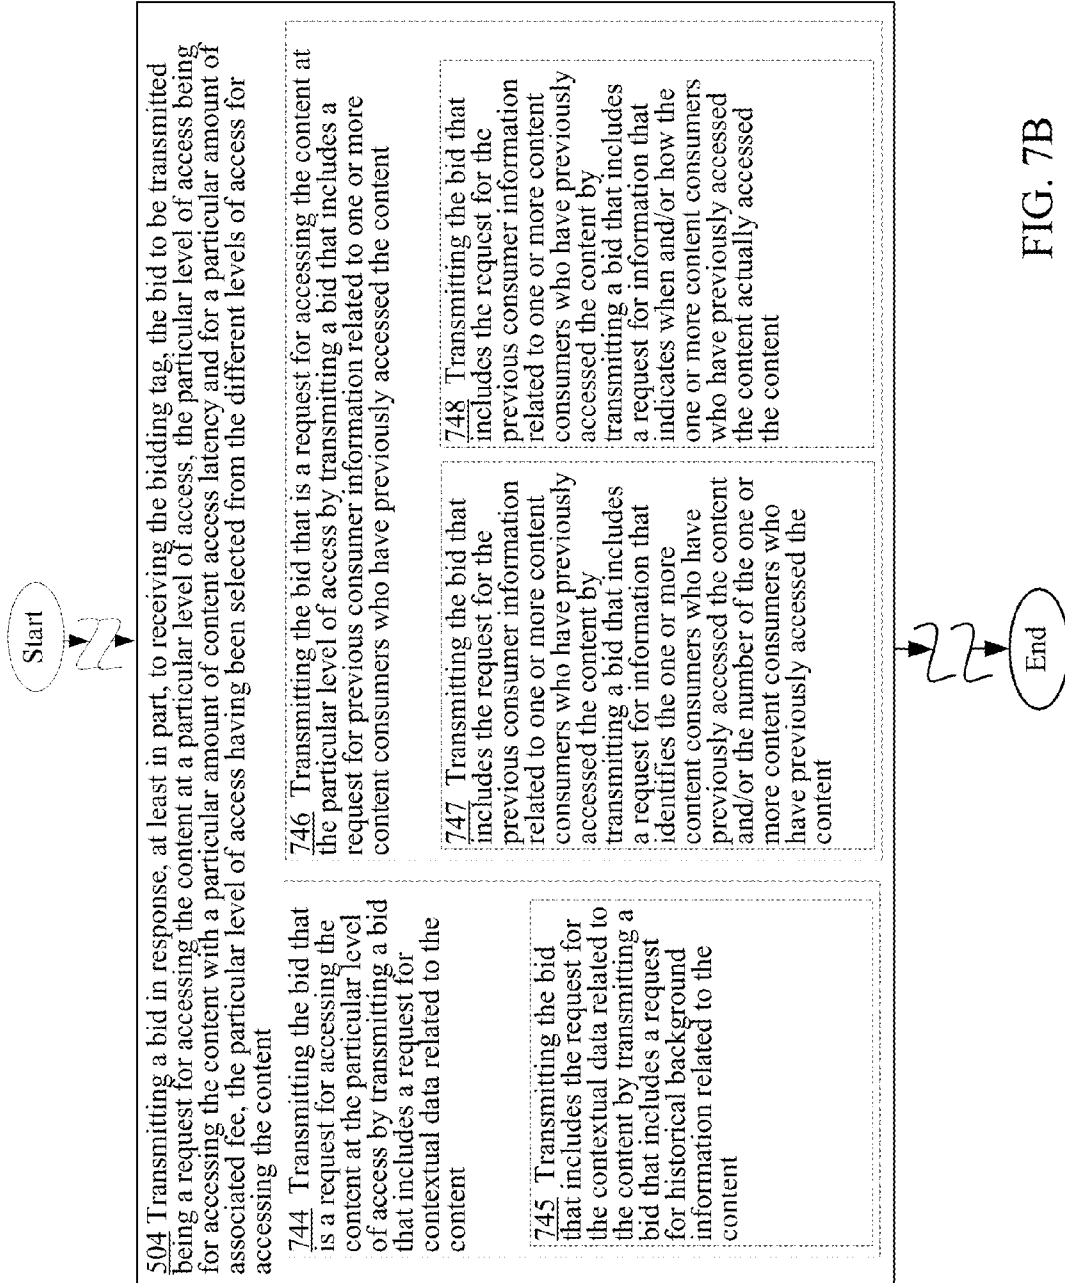 Start
504 Transmitting a bid in response, at least in part, to receiving the bidding tag, the bid to be transmitted
being a request for accessing the content at a particular level of access, the particular level of access being
for accessing the content with a particular amount of content access latency and for a particular amount of
associated fee, the particular level of access having been selected from the different levels of access for
accessing the content
744 Transmitting the bid that
is a request for accessing the
content at the particular level
of access by transmitting a bid
that includes a request for
contextual data related to the
content
745 Transmitting the bid
that includes the request for
the contextual data related to
the content by transmitting a
bid that includes a request
for historical background
information related to the
content
746 Transmitting the bid that is a request for accessing the content at
the particular level of access by transmitting a bid that includes a
request for previous consumer information related to one or more
content consumers who have previously accessed the content
747 Transmitting the bid that
includes the request for the
previous consumer information
related to one or more content
consumers who have previously
accessed the content by
transmitting a bid that includes
a request for information that
identifies the one or more
content consumers who have
previously accessed the content
and/or the number of the one or
more content consumers who
have previously accessed the
content
748 Transmitting the bid that
includes the request for the
previous consumer information
related to one or more content
consumers who have previously
accessed the content by
transmitting a bid that includes
a request for information that
indicates when and/or how the
one or more content consumers
who have previously accessed
the content actually accessed
the content
End
FIG. 7B